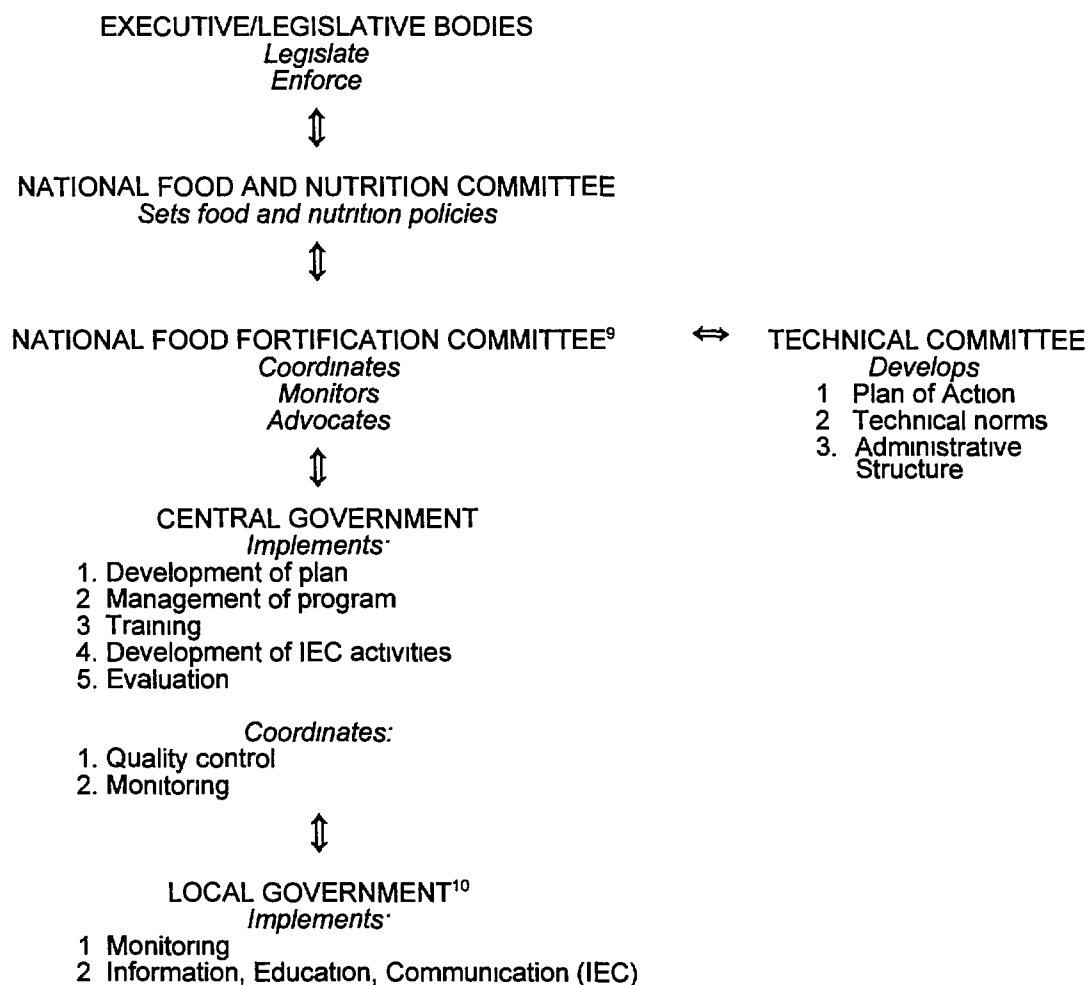 EXECUTIVE/LEGISLATIVE BODIES
Legislate
Enforce
⇕
NATIONAL FOOD AND NUTRITION COMMITTEE
Sets food and nutrition policies
⇕
NATIONAL FOOD FORTIFICATION COMMITTEE⁹ ⇔ TECHNICAL COMMITTEE
Coordinates
Monitors
Advocates
Develops
1 Plan of Action
2 Technical norms
3. Administrative
Structure
⇕
CENTRAL GOVERNMENT
Implements·
1. Development of plan
2 Management of program
3 Training
4. Development of IEC activities
5. Evaluation
Coordinates:
1. Quality control
2. Monitoring
⇕
LOCAL GOVERNMENT¹⁰
Implements·
1 Monitoring
2 Information, Education, Communication (IEC)